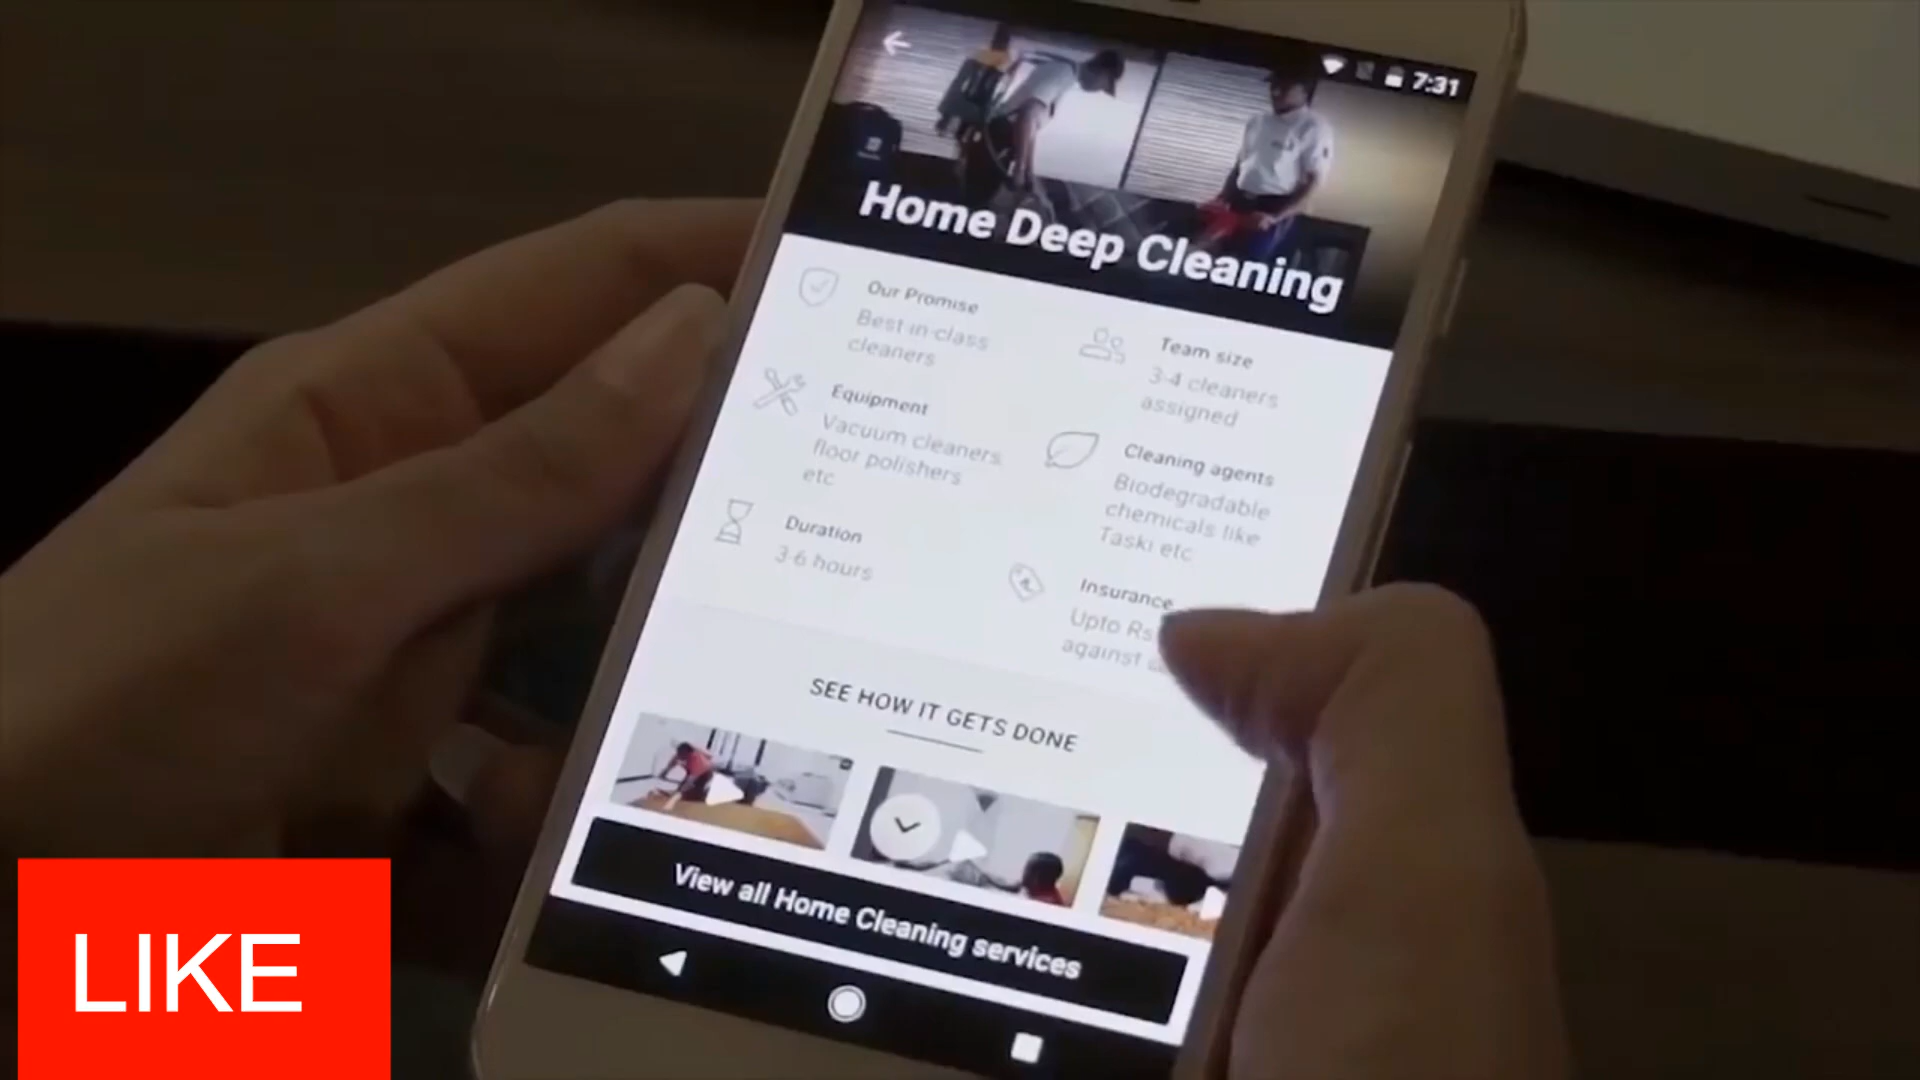 7:31
Home Deep Cleaning
Our Promise
Best in-class
cleaners
Team size
3-4 cleaners
assigned
Equipment
Vacuum cleaners,
floor polishers
etc
Cleaning agents
Biodegradable
chemicals like
Taski etc
Duration
3-6 hours
Insurance
Upto Rs
against
SEE HOW IT GETS DONE
View all Home Cleaning services
LIKE